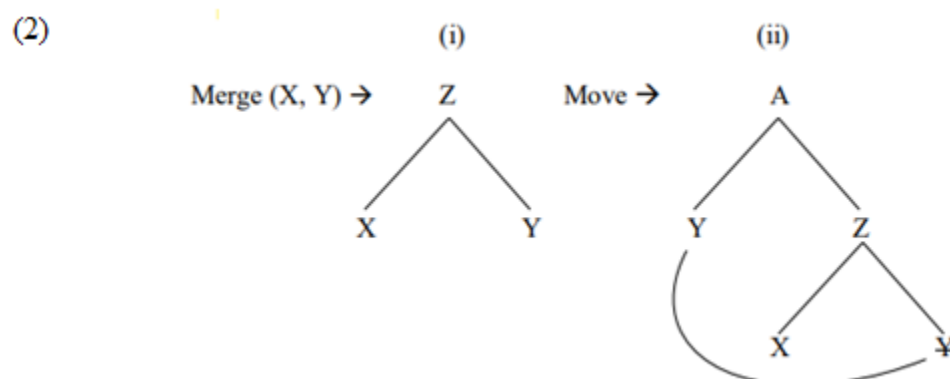 (2)
(i) (ii)
Merge (X, Y) → Z Move → A
X Y Y Z
X Y